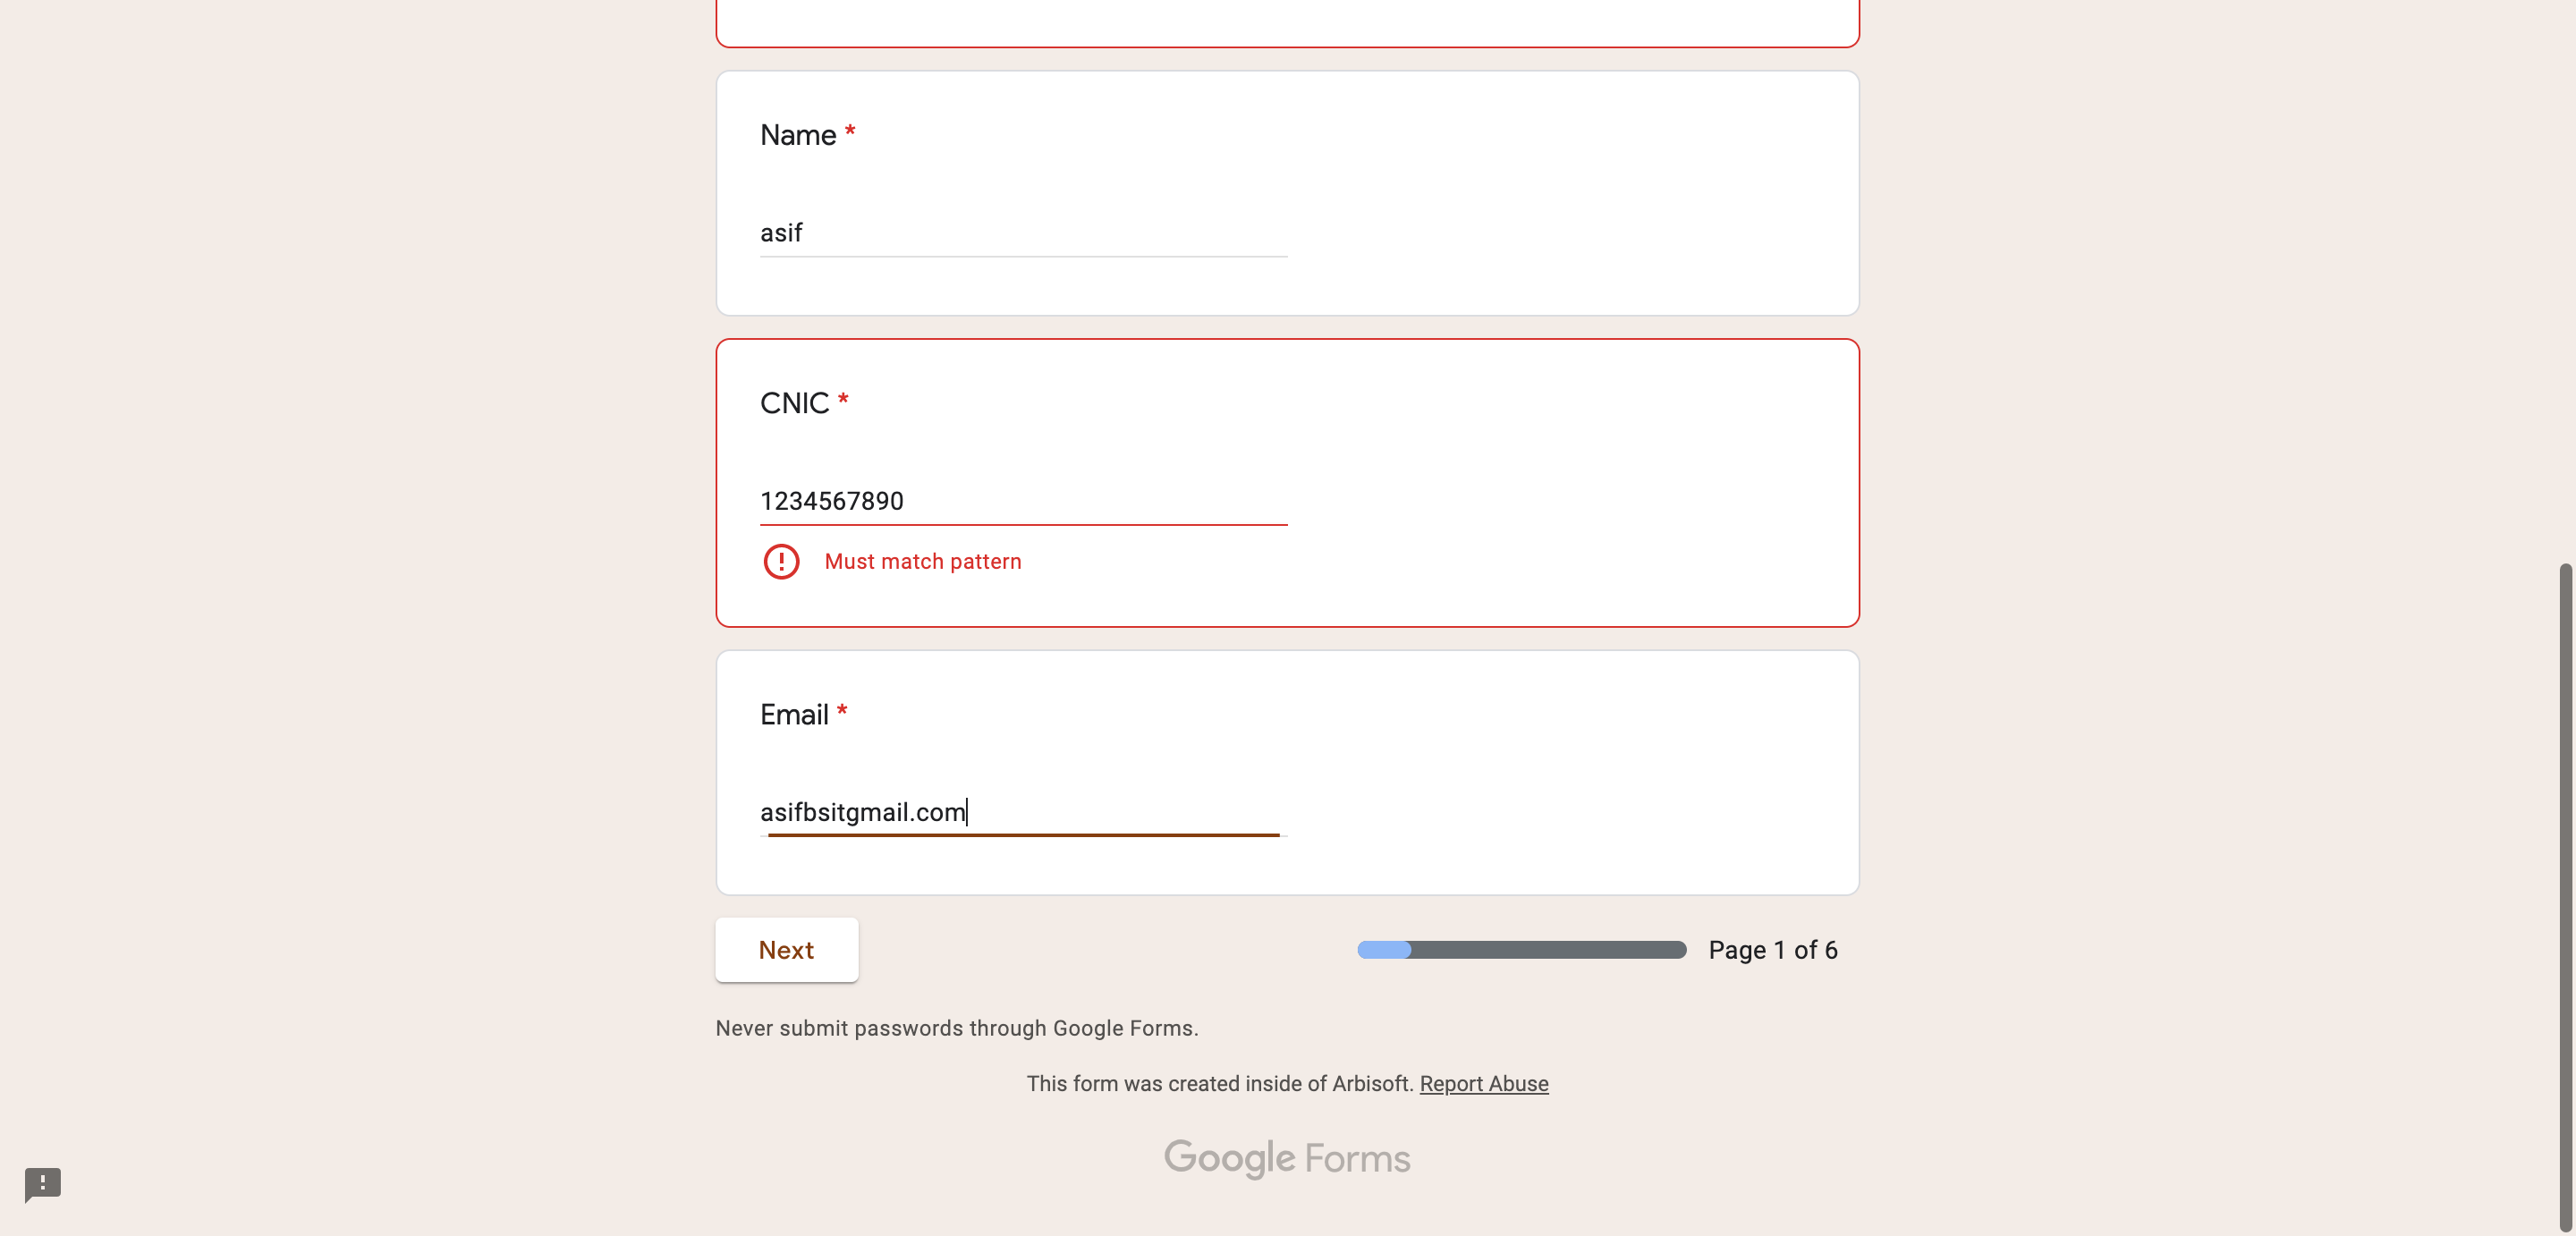 Name *
asif
CNIC *
1234567890
Must match pattern
Email *
asifbsitgmail.com
Next
Page 1 of 6
Never submit passwords through Google Forms.
This form was created inside of Arbisoft. Report Abuse
Google Forms